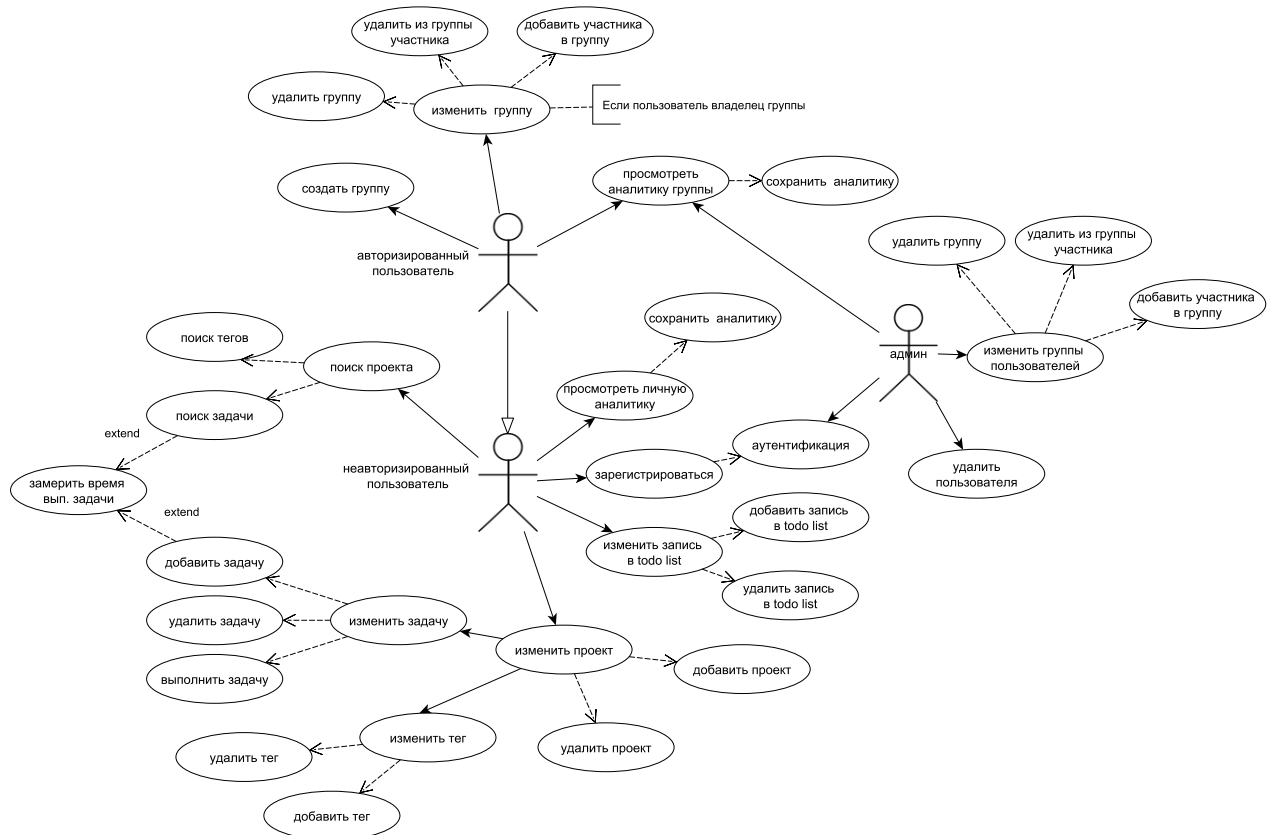 удалить из группы
участника
добавить участника
в группу
удалить группу
изменить группу
Если пользователь владелец группы
создать группу
просмотреть
аналитику группы
сохранить аналитику
авторизированный
пользователь
удалить группу
удалить из группы
участника
добавить участника
в группу
админ
изменить группы
пользователей
сохранить аналитику
поиск тегов
поиск проекта
просмотреть личную
аналитику
поиск задачи
extend
аутентификация
неавторизированный
пользователь
зарегистрироваться
удалить
пользователя
замерить время
вып. задачи
extend
добавить запись
в todo list
изменить запись
в todo list
удалить запись
в todo list
добавить задачу
удалить задачу
изменить задачу
выполнить задачу
изменить проект
добавить проект
удалить проект
изменить тег
удалить тег
добавить тег